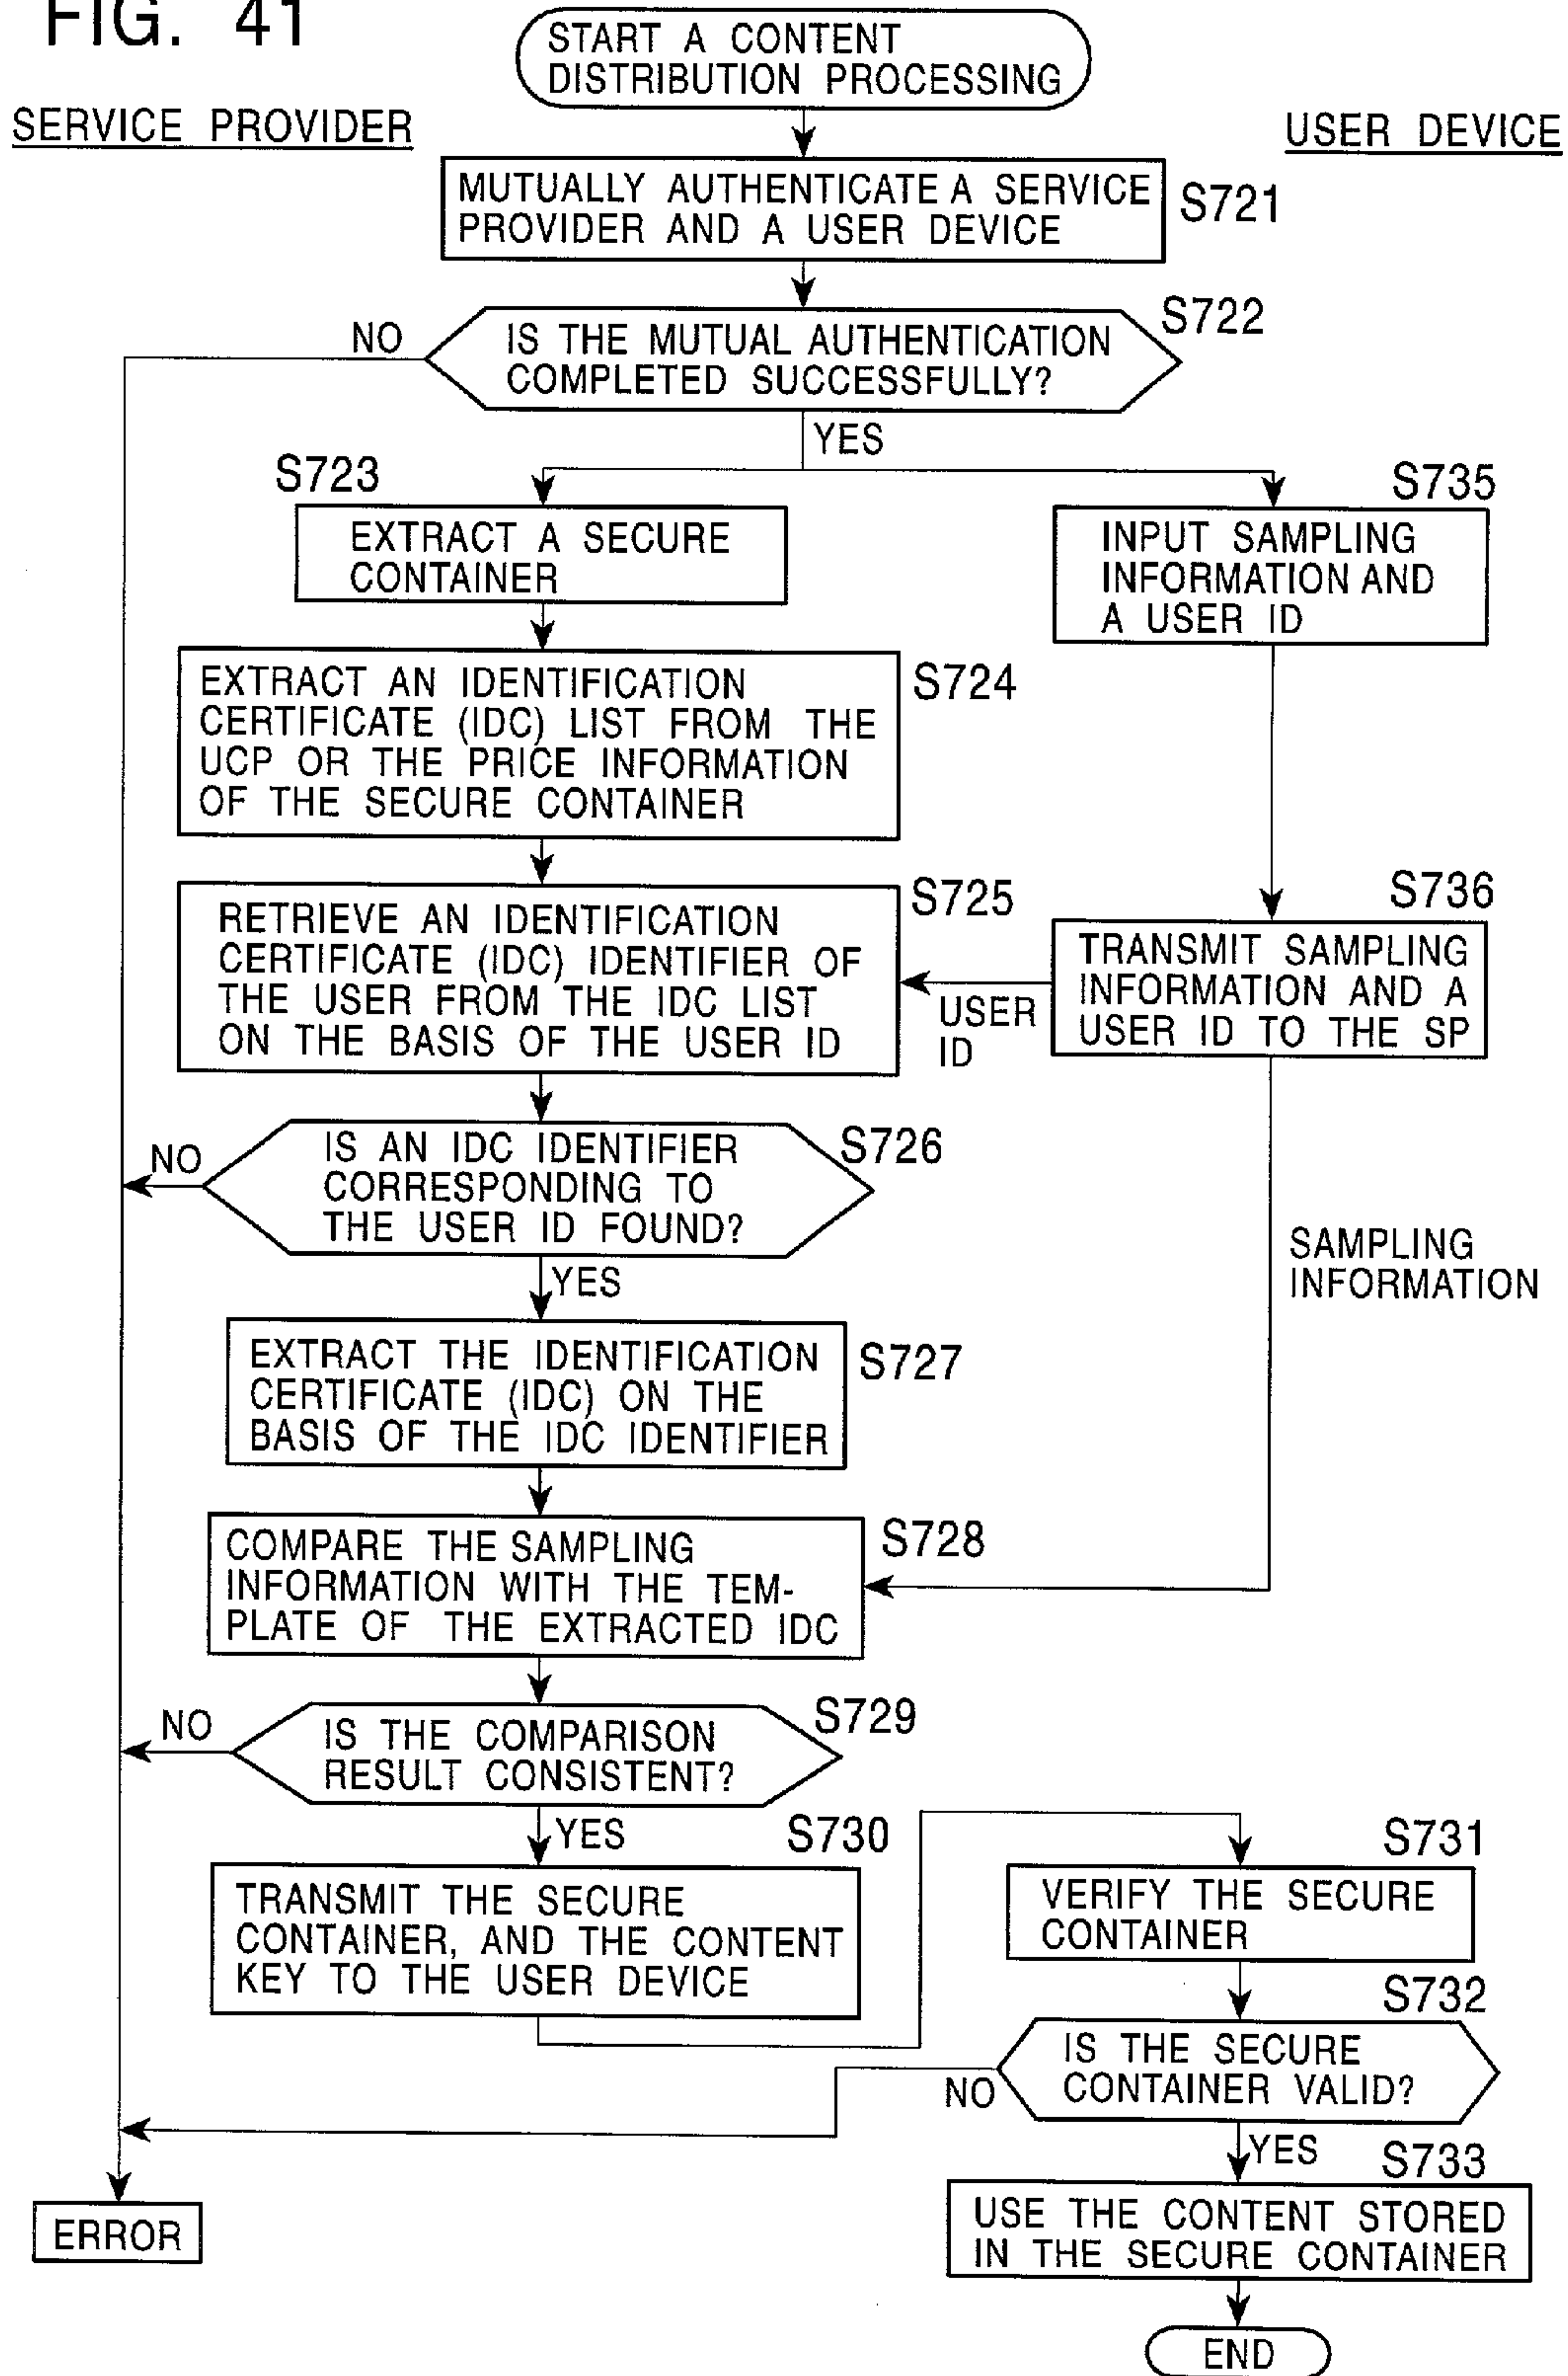 FIG. 41
START A CONTENT
DISTRIBUTION PROCESSING
SERVICE PROVIDER
USER DEVICE
MUTUALLY AUTHENTICATE A SERVICE
PROVIDER AND A USER DEVICE
S721
S722
NO
IS THE MUTUAL AUTHENTICATION
COMPLETED SUCCESSFULLY?
YES
S723
EXTRACT A SECURE
CONTAINER
S735
INPUT SAMPLING
INFORMATION AND
A USER ID
EXTRACT AN IDENTIFICATION
CERTIFICATE (IDC) LIST FROM THE
UCP OR THE PRICE INFORMATION
OF THE SECURE CONTAINER
S724
RETRIEVE AN IDENTIFICATION
CERTIFICATE (IDC) IDENTIFIER OF
THE USER FROM THE IDC LIST
ON THE BASIS OF THE USER ID
S725
S736
TRANSMIT SAMPLING
INFORMATION AND A
USER ID TO THE SP
USER
ID
NO
IS AN IDC IDENTIFIER
CORRESPONDING TO
THE USER ID FOUND?
S726
YES
SAMPLING
INFORMATION
EXTRACT THE IDENTIFICATION
CERTIFICATE (IDC) ON THE
BASIS OF THE IDC IDENTIFIER
S727
COMPARE THE SAMPLING
INFORMATION WITH THE TEM-
PLATE OF THE EXTRACTED IDC
S728
NO
IS THE COMPARISON
RESULT CONSISTENT?
S729
YES
S730
TRANSMIT THE SECURE
CONTAINER, AND THE CONTENT
KEY TO THE USER DEVICE
S731
VERIFY THE SECURE
CONTAINER
S732
IS THE SECURE
CONTAINER VALID?
NO
YES
S733
USE THE CONTENT STORED
IN THE SECURE CONTAINER
ERROR
END